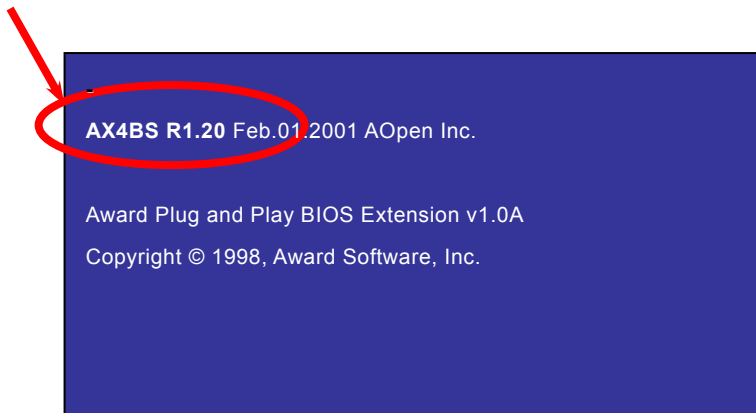 AX4BS R1.20 Feb.01.2001 AOpen Inc.
Award Plug and Play BIOS Extension v1.0A
Copyright © 1998, Award Software, Inc.